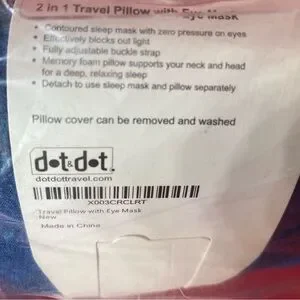 2 in 1 Travel Pillow with Eye Mask
• Contoured sleep mask with zero pressure on eyes
• Effectively blocks out light
• Fully adjustable buckle strap
• Memory foam pillow supports your neck and head
for a deep, relaxing sleep
• Detach to use sleep mask and pillow separately
Pillow cover can be removed and washed
dot&dot.
dotdottravel.com
X003CRCLRT
Travel Pillow with Eye Mask
New
Made in China